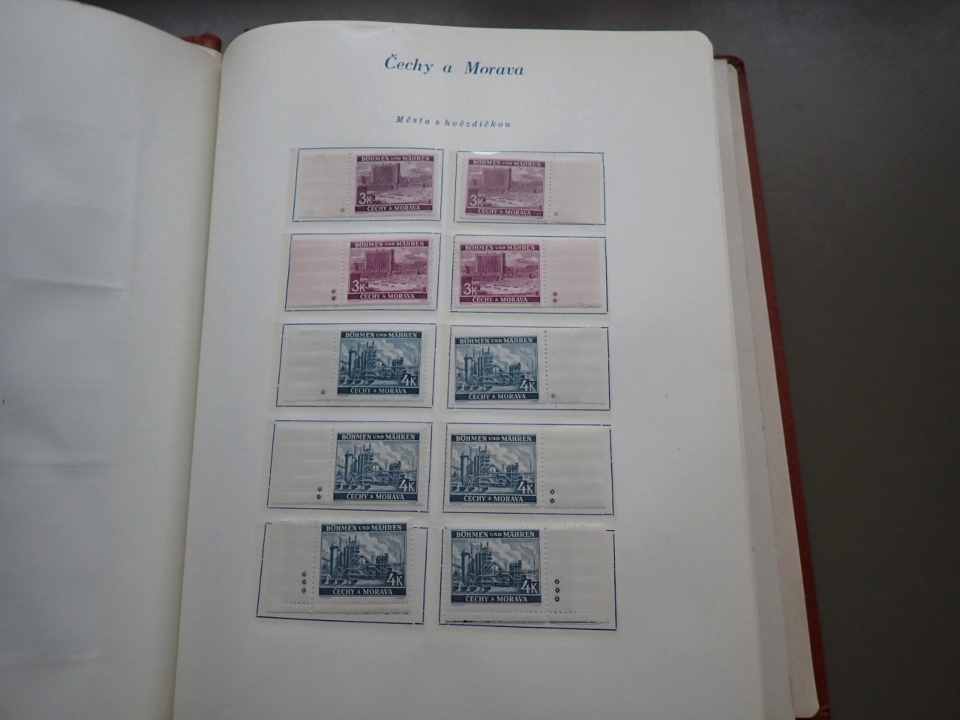 Čechy a Morava
Města s hvězdičkou
BÖHMEN UND MÄHREN
3K
ČECHY A MORAVA
BÖHMEN UND MÄHREN
3K
ČECHY A MORAVA
BÖHMEN UND MÄHREN
3K
ČECHY A MORAVA
BÖHMEN UND MÄHREN
3K
ČECHY A MORAVA
BÖHMEN UND MÄHREN
4K
ČECHY A MORAVA
BÖHMEN UND MÄHREN
4K
ČECHY A MORAVA
BÖHMEN UND MÄHREN
4K
ČECHY A MORAVA
BÖHMEN UND MÄHREN
4K
ČECHY A MORAVA
BÖHMEN UND MÄHREN
4K
ČECHY A MORAVA
BÖHMEN UND MÄHREN
4K
ČECHY A MORAVA